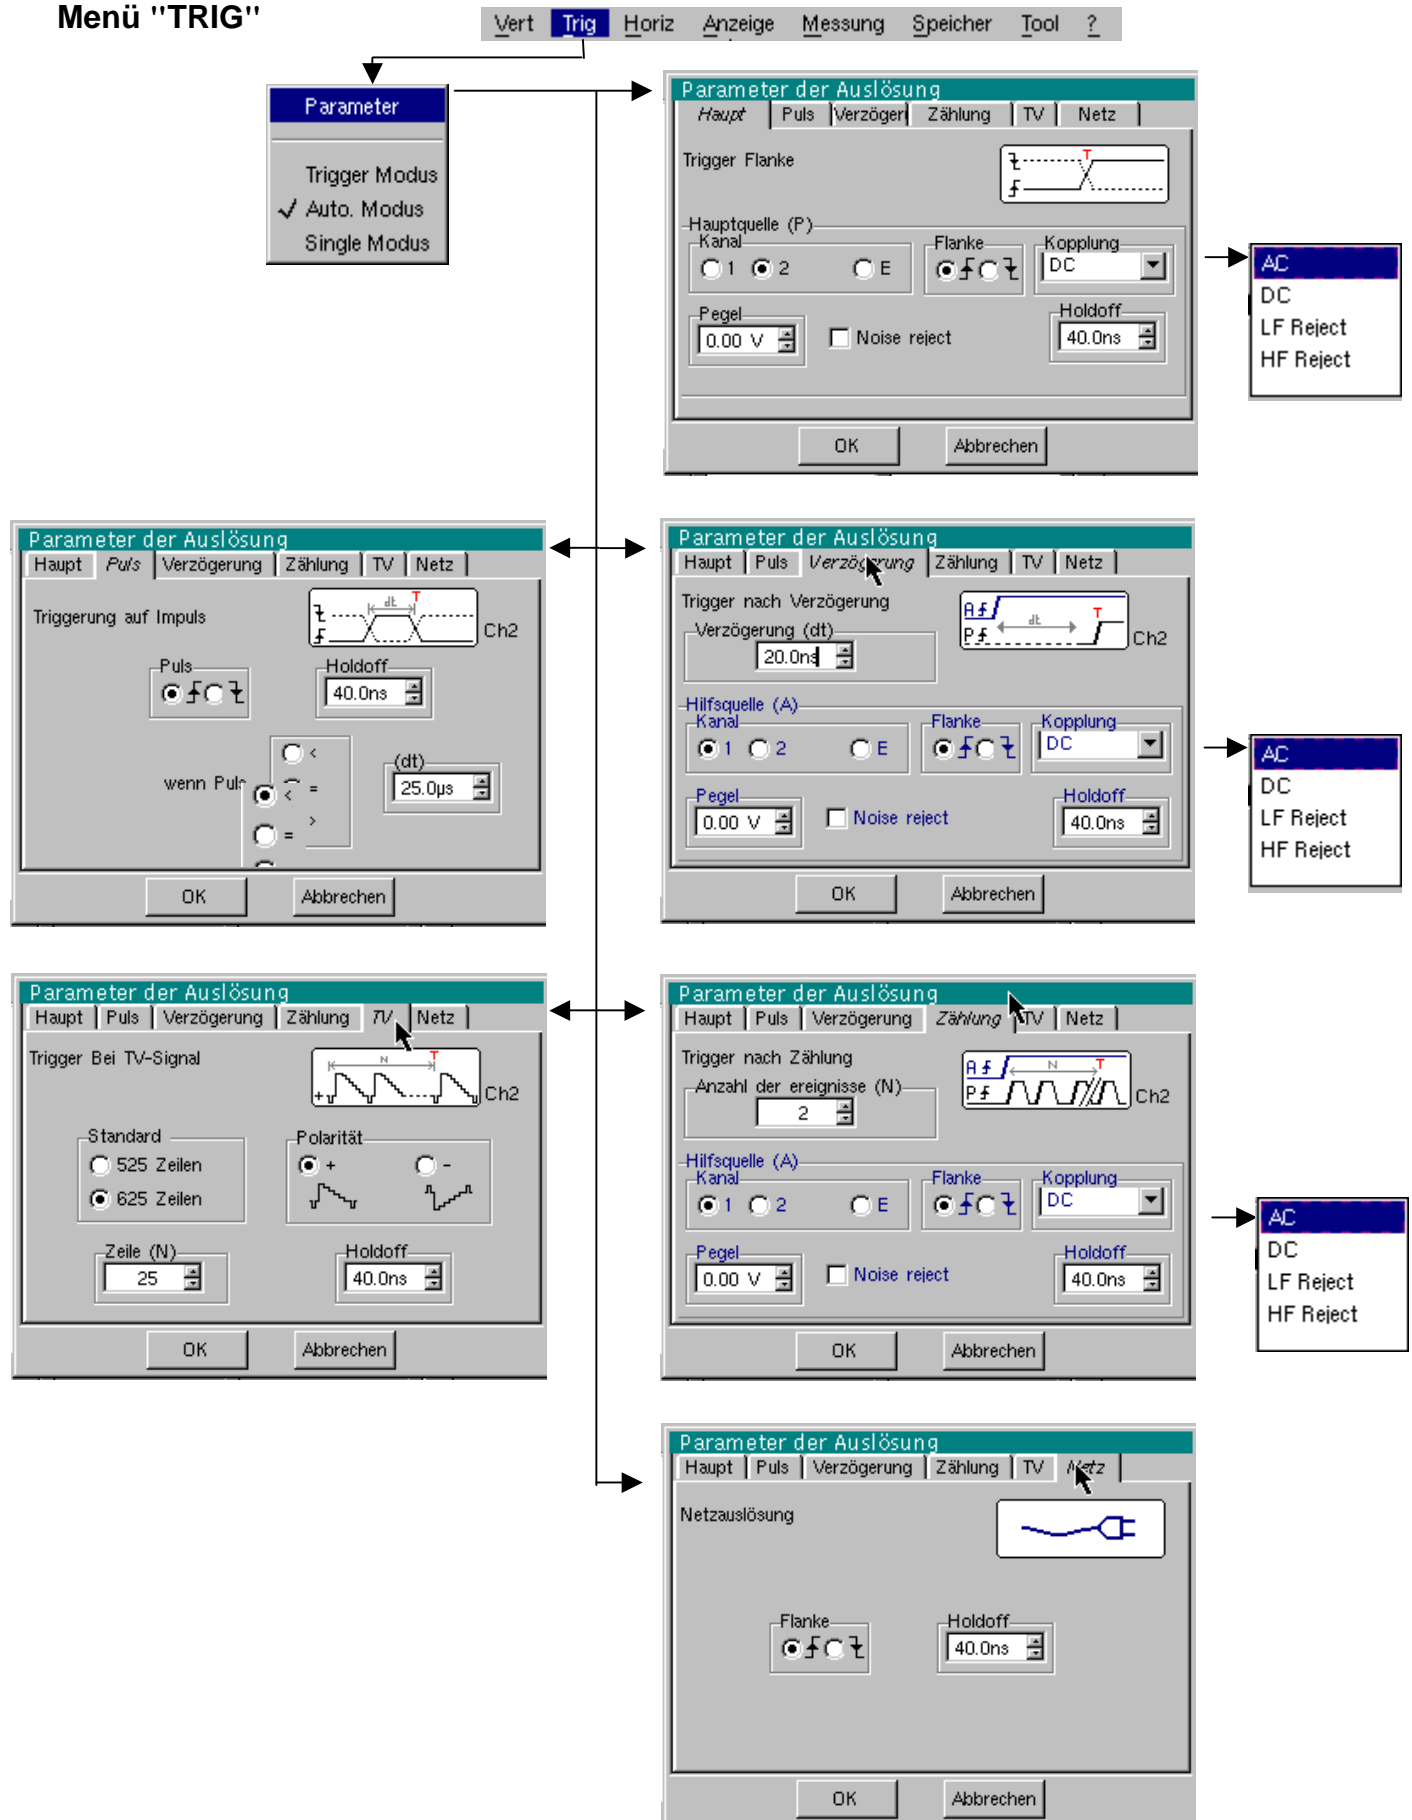 Menü "TRIG"
Vert Trig Horiz Anzeige Messung Speicher Tool ?
Parameter
Trigger Modus
Auto. Modus
Single Modus
Parameter der Auslösung
Haupt Puls Verzöger Zählung TV Netz
Trigger Flanke
T
Hauptquelle (P)
Kanal
1 2 E
Flanke
Kopplung
DC
Pegel
0.00 V
Noise reject
Holdoff
40.0ns
OK Abbrechen
AC
DC
LF Reject
HF Reject
Parameter der Auslösung
Haupt Puls Verzögerung Zählung TV Netz
Triggerung auf Impuls
dt T
Ch2
Puls
Holdoff
40.0ns
wenn Puls
<
< =
= >
(dt)
25.0µs
OK Abbrechen
Parameter der Auslösung
Haupt Puls Verzögerung Zählung TV Netz
Trigger nach Verzögerung
Verzögerung (dt)
20.0ns
A
P dt T
Ch2
Hilfsquelle (A)
Kanal
1 2 E
Flanke
Kopplung
DC
Pegel
0.00 V
Noise reject
Holdoff
40.0ns
OK Abbrechen
AC
DC
LF Reject
HF Reject
Parameter der Auslösung
Haupt Puls Verzögerung Zählung TV Netz
Trigger Bei TV-Signal
N T
+
Ch2
Standard
525 Zeilen
625 Zeilen
Polarität
+ -
Zeile (N)
25
Holdoff
40.0ns
OK Abbrechen
Parameter der Auslösung
Haupt Puls Verzögerung Zählung TV Netz
Trigger nach Zählung
Anzahl der ereignisse (N)
2
A N T
P
Ch2
Hilfsquelle (A)
Kanal
1 2 E
Flanke
Kopplung
DC
Pegel
0.00 V
Noise reject
Holdoff
40.0ns
OK Abbrechen
AC
DC
LF Reject
HF Reject
Parameter der Auslösung
Haupt Puls Verzögerung Zählung TV Netz
Netzauslösung
Flanke
Holdoff
40.0ns
OK Abbrechen